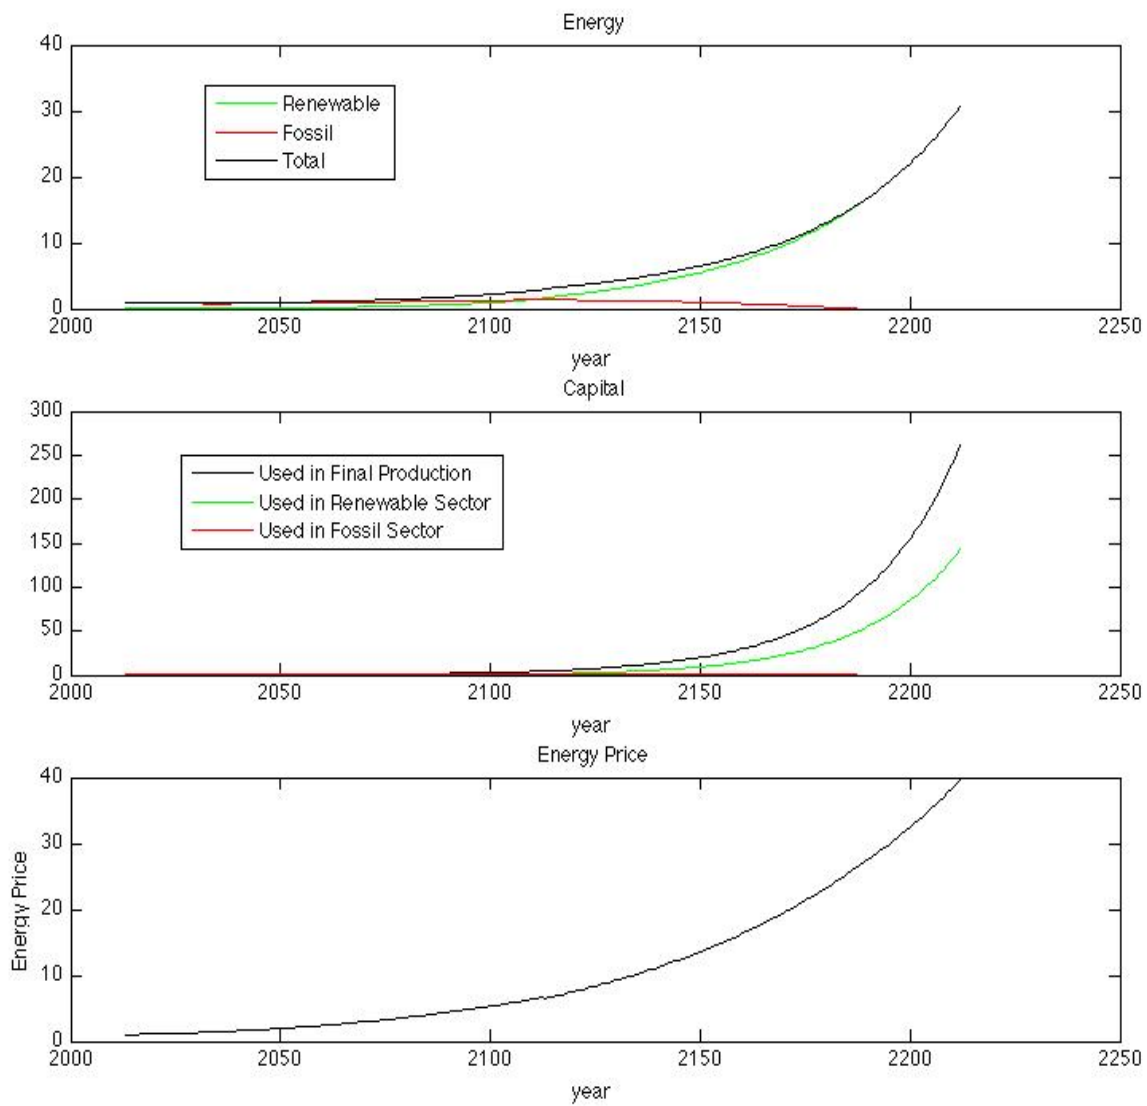 Energy
40
30
20
10
0
Renewable
Fossil
Total
2000 2050 2100 2150 2200 2250
year
Capital
300
250
200
150
100
50
0
Used in Final Production
Used in Renewable Sector
Used in Fossil Sector
2000 2050 2100 2150 2200 2250
year
Energy Price
Energy Price
40
30
20
10
0
2000 2050 2100 2150 2200 2250
year